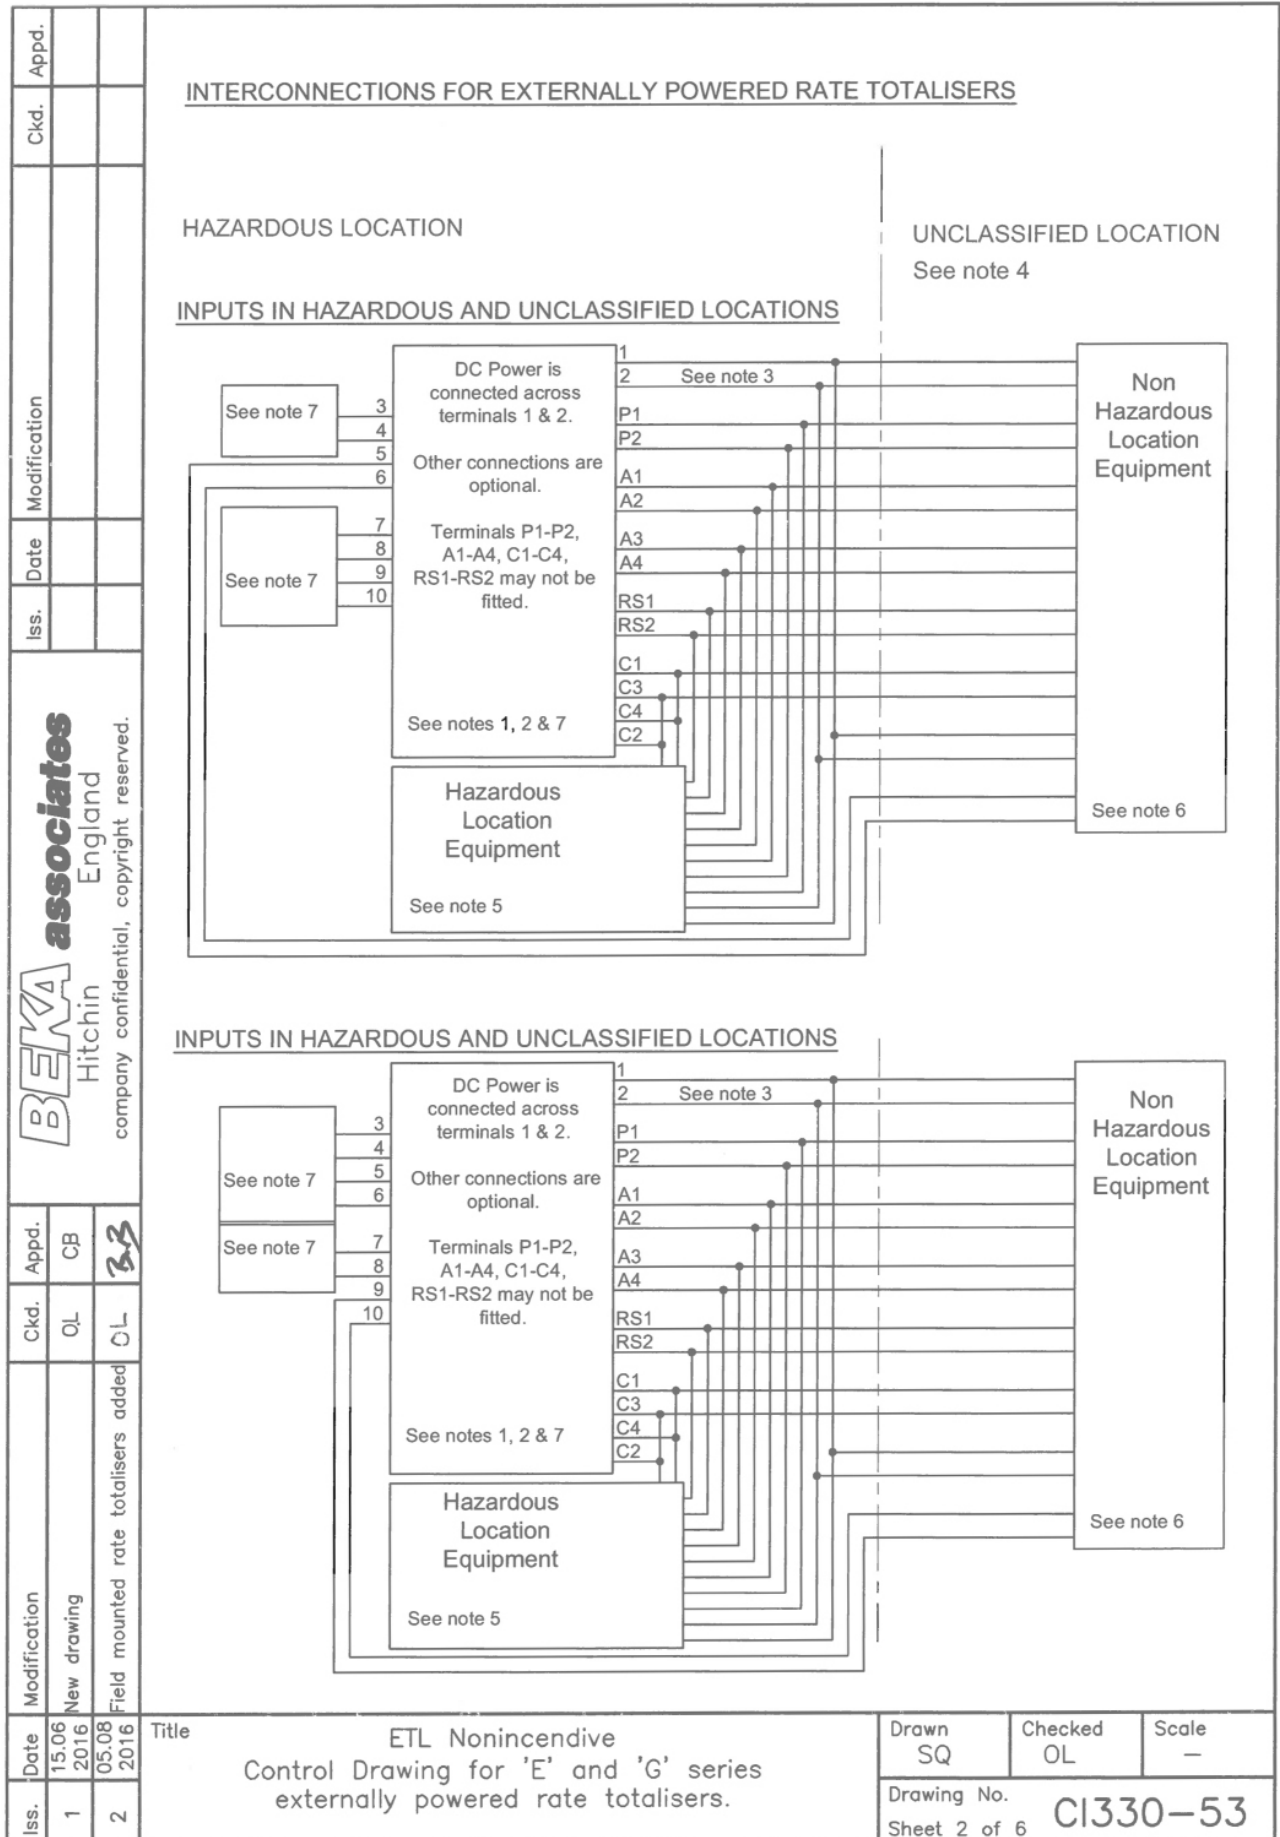 INTERCONNECTIONS FOR EXTERNALLY POWERED RATE TOTALISERS
HAZARDOUS LOCATION
UNCLASSIFIED LOCATION
See note 4
INPUTS IN HAZARDOUS AND UNCLASSIFIED LOCATIONS
See note 7
3
4
5
6
See note 7
7
8
9
10
DC Power is
connected across
terminals 1 & 2.
Other connections are
optional.
Terminals P1-P2,
A1-A4, C1-C4,
RS1-RS2 may not be
fitted.
See notes 1, 2 & 7
1
2
See note 3
P1
P2
A1
A2
A3
A4
RS1
RS2
C1
C3
C4
C2
Non
Hazardous
Location
Equipment
See note 6
Hazardous
Location
Equipment
See note 5
INPUTS IN HAZARDOUS AND UNCLASSIFIED LOCATIONS
See note 7
3
4
5
6
See note 7
7
8
9
10
DC Power is
connected across
terminals 1 & 2.
Other connections are
optional.
Terminals P1-P2,
A1-A4, C1-C4,
RS1-RS2 may not be
fitted.
See notes 1, 2 & 7
1
2
See note 3
P1
P2
A1
A2
A3
A4
RS1
RS2
C1
C3
C4
C2
Non
Hazardous
Location
Equipment
See note 6
Hazardous
Location
Equipment
See note 5
Iss. Date Modification Ckd. Appd.
BEKA associates
Hitchin England
company confidential, copyright reserved.
Iss. Date Modification Ckd. Appd.
1 15.06 2016 New drawing OL CB
2 05.08 2016 Field mounted rate totalisers added OL
Title
ETL Nonincendive
Control Drawing for 'E' and 'G' series
externally powered rate totalisers.
Drawn
SQ
Checked
OL
Scale
—
Drawing No.
CI330-53
Sheet 2 of 6